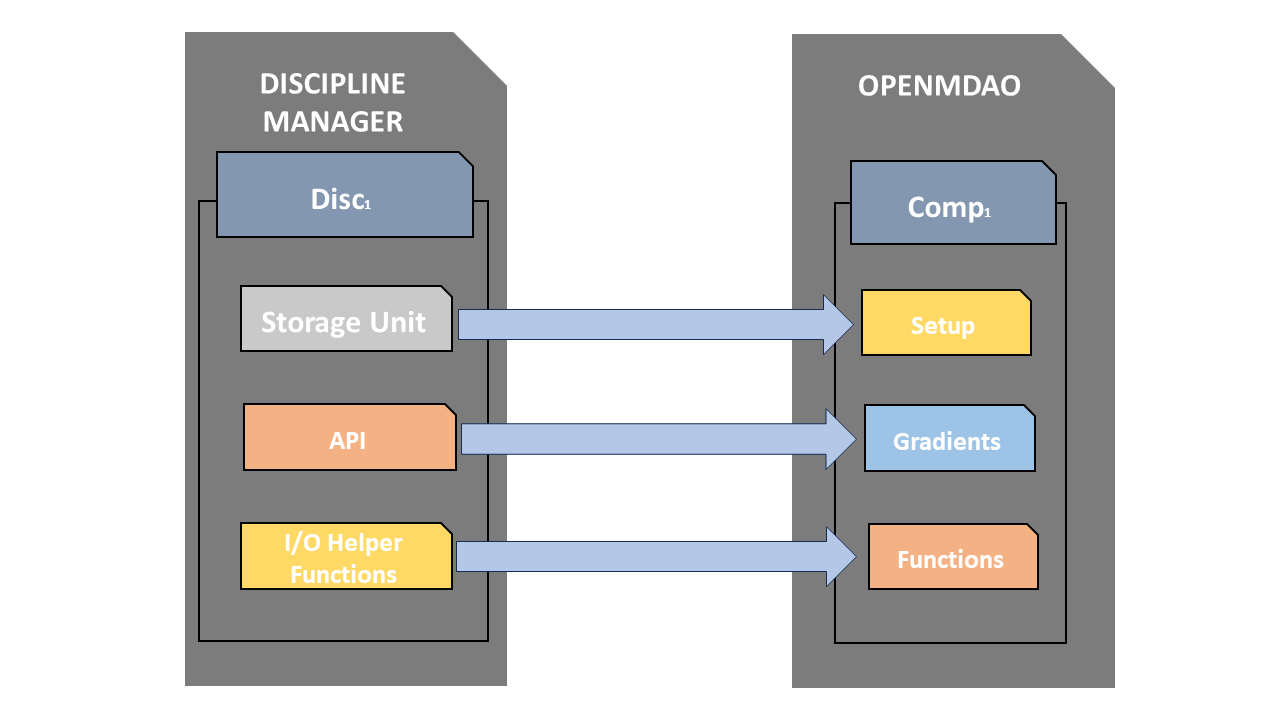 DISCIPLINE
MANAGER
Disc1
Storage Unit
API
I/O Helper
Functions
OPENMDAO
Comp1
Setup
Gradients
Functions